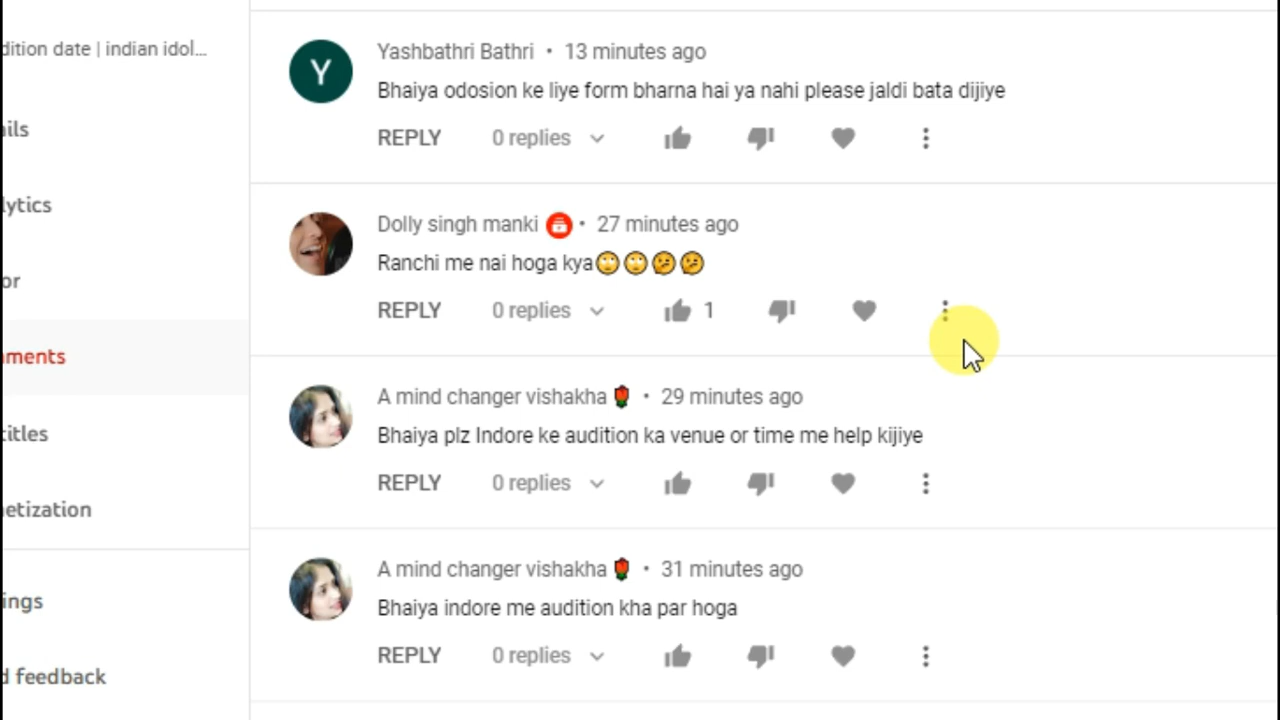 dition date | indian idol...
ails
lytics
or
mments
titles
etization
ings
d feedback
Y
Yashbathri Bathri • 13 minutes ago
Bhaiya odosion ke liye form bharna hai ya nahi please jaldi bata dijiye
REPLY 0 replies
Dolly singh manki • 27 minutes ago
Ranchi me nai hoga kya🙄🙄🤔🤔
REPLY 0 replies 1
A mind changer vishakha🌹 • 29 minutes ago
Bhaiya plz Indore ke audition ka venue or time me help kijiye
REPLY 0 replies
A mind changer vishakha🌹 • 31 minutes ago
Bhaiya indore me audition kha par hoga
REPLY 0 replies